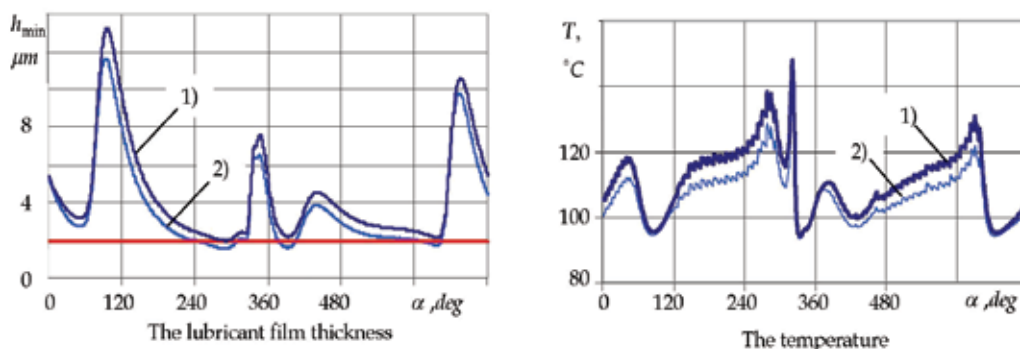 h min
μm
8
4
0
1)
2)
0 120 240 360 480 α ,deg
The lubricant film thickness
T,
°C
120
100
80
1)
2)
0 120 240 360 480 α ,deg
The temperature